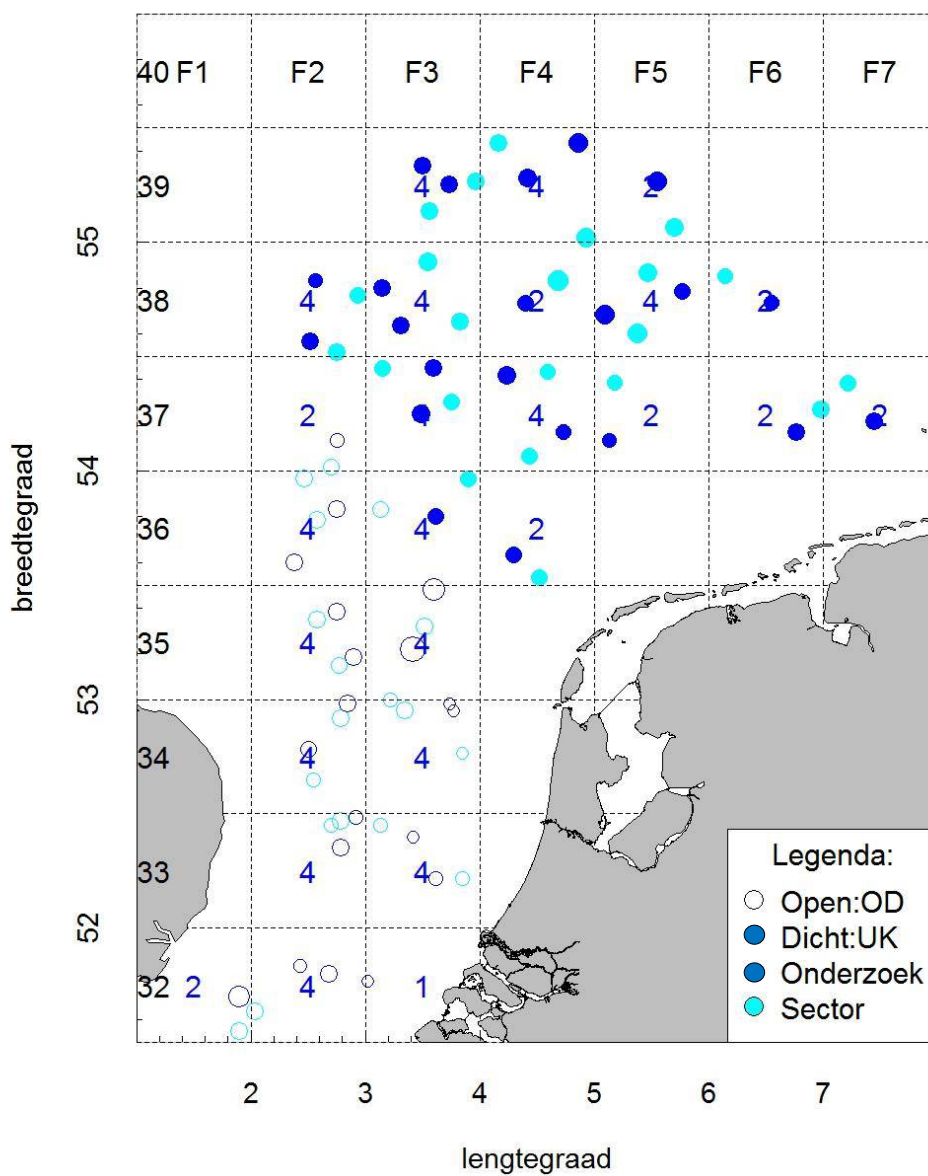 40 F1 F2 F3 F4 F5 F6 F7
39 4 4 2
55
38 4 4 2 4 2
37 2 4 4 2 2 2
54
36 4 4 2
breedtegraad
35 4 4
53
34 4 4
33 4 4
52
32 2 4 1
Legenda:
Open:OD
Dicht:UK
Onderzoek
Sector
2 3 4 5 6 7
lengtegraad